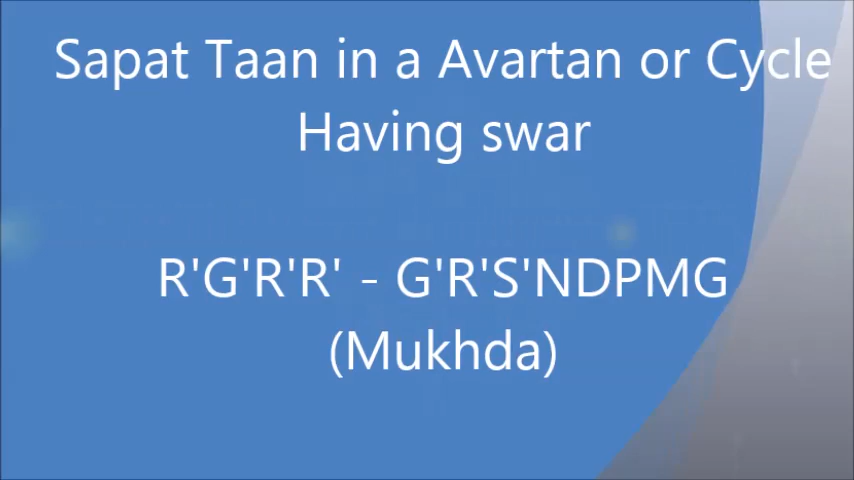 Sapat Taan in a Avartan or Cycle
Having swar
R'G'R'R' - G'R'S'NDPMG
(Mukhda)